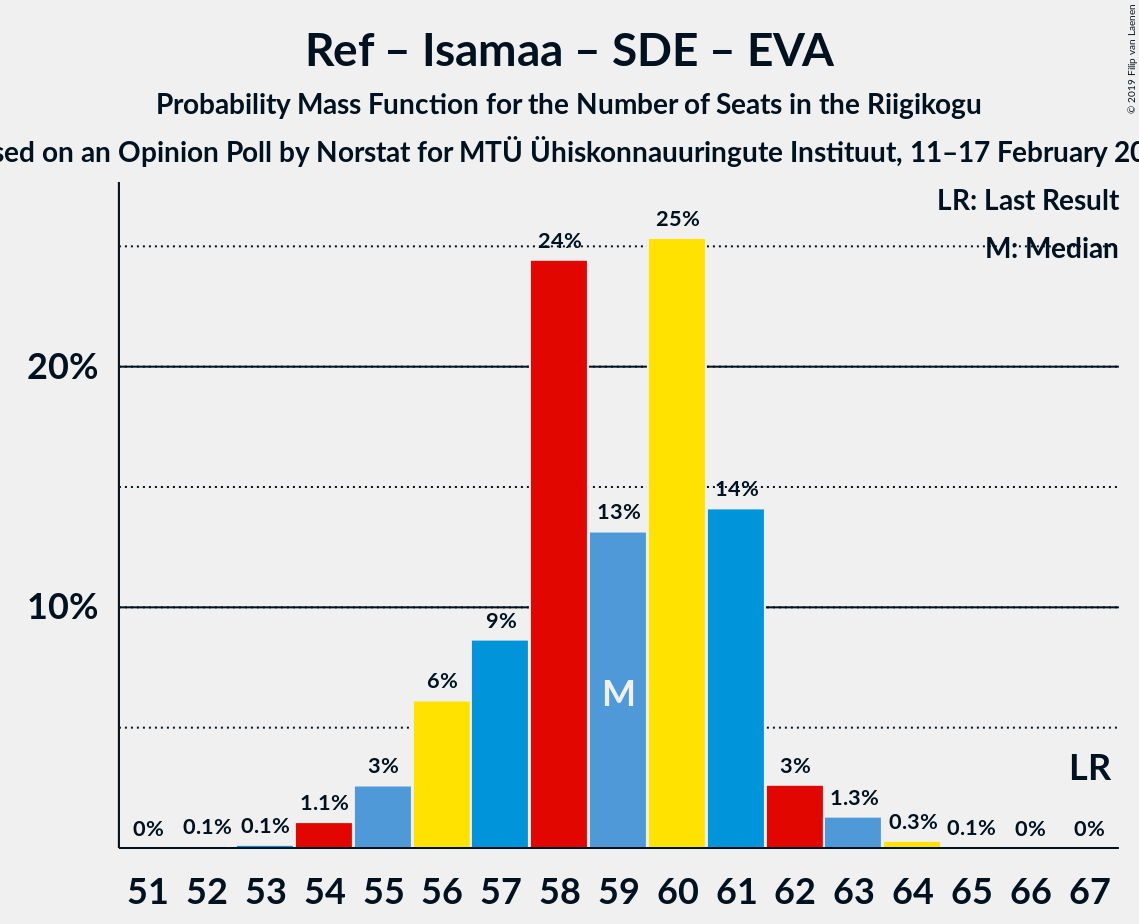 Ref – Isamaa – SDE – EVA
Probability Mass Function for the Number of Seats in the Riigikogu
on an Opinion Poll by Norstat for MTÜ Ühiskonnauuringute Instituut, 11–17 February
© 2019 Filip van Laenen
LR: Last Result
M: Median
20%
10%
0% 0.1% 0.1% 1.1% 3% 6% 9% 24% 13% 25% 14% 3% 1.3% 0.3% 0.1% 0% 0%
M
LR
51 52 53 54 55 56 57 58 59 60 61 62 63 64 65 66 67